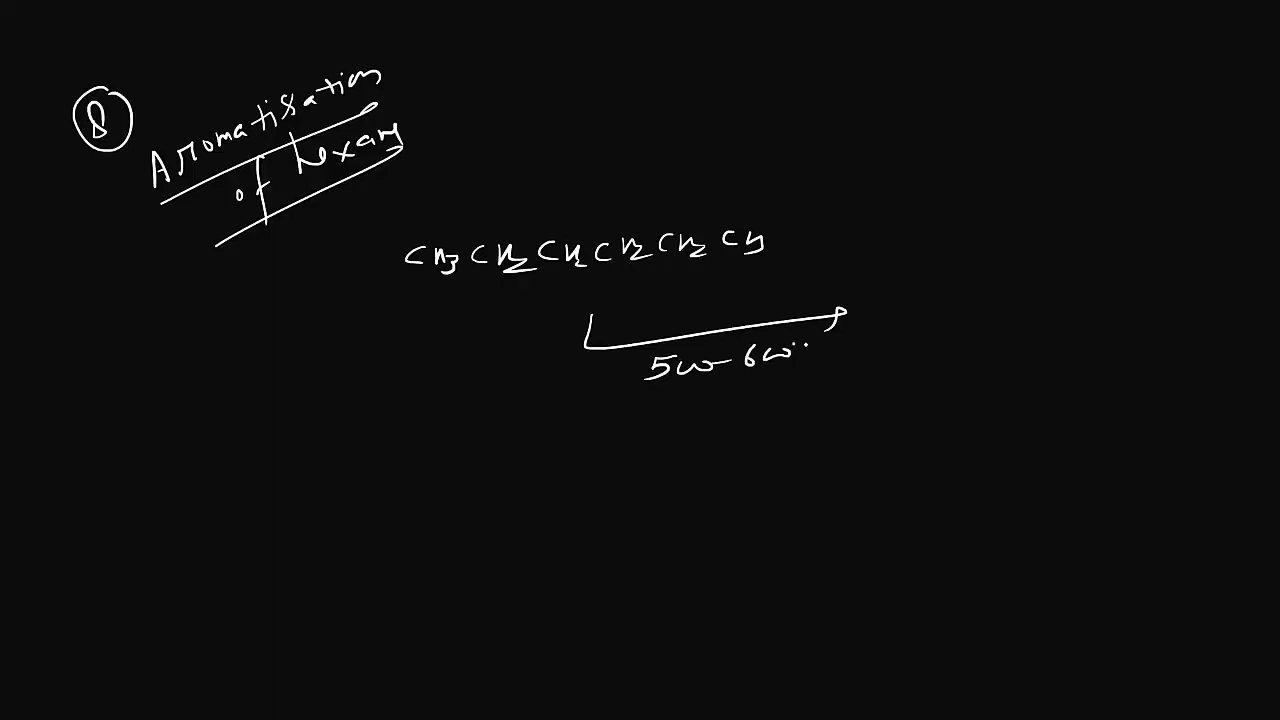 8
Aromatisation
of hexane
CH3 CH2 CH2 CH2 CH2 CH3
500-600